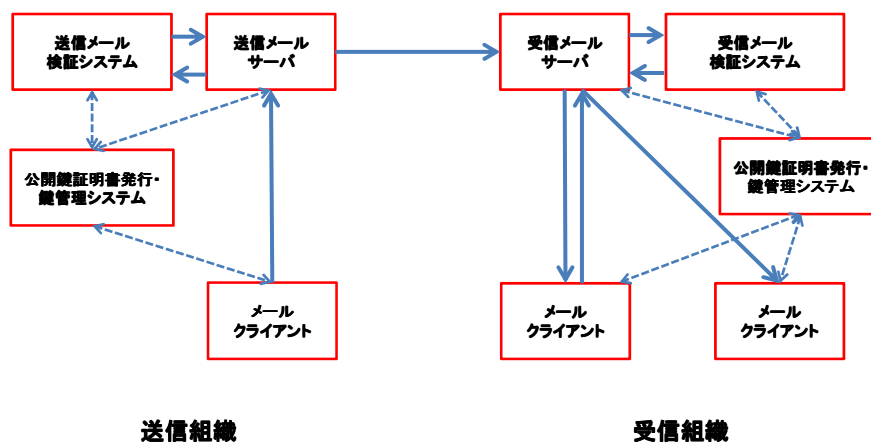 送信メール
検証システム
送信メール
サーバ
受信メール
サーバ
受信メール
検証システム
公開鍵証明書発行・
鍵管理システム
公開鍵証明書発行・
鍵管理システム
メール
クライアント
メール
クライアント
メール
クライアント
送信組織
受信組織